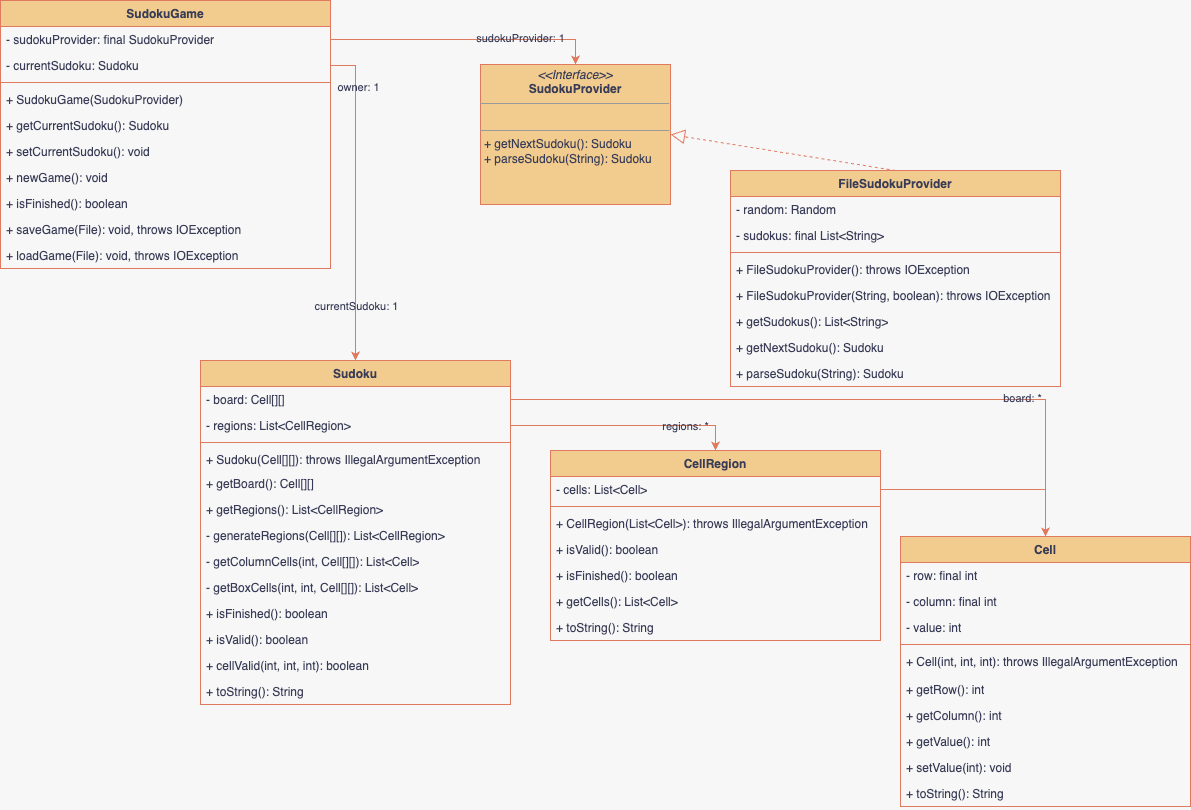 SudokuGame
- sudokuProvider: final SudokuProvider
- currentSudoku: Sudoku
+ SudokuGame(SudokuProvider)
+ getCurrentSudoku(): Sudoku
+ setCurrentSudoku(): void
+ newGame(): void
+ isFinished(): boolean
+ saveGame(File): void, throws IOException
+ loadGame(File): void, throws IOException
sudokuProvider: 1
owner: 1
currentSudoku: 1
<<Interface>>
SudokuProvider
+ getNextSudoku(): Sudoku
+ parseSudoku(String): Sudoku
FileSudokuProvider
- random: Random
- sudokus: final List<String>
+ FileSudokuProvider(): throws IOException
+ FileSudokuProvider(String, boolean): throws IOException
+ getSudokus(): List<String>
+ getNextSudoku(): Sudoku
+ parseSudoku(String): Sudoku
Sudoku
- board: Cell[][]
- regions: List<CellRegion>
+ Sudoku(Cell[][]): throws IllegalArgumentException
+ getBoard(): Cell[][]
+ getRegions(): List<CellRegion>
- generateRegions(Cell[][]): List<CellRegion>
- getColumnCells(int, Cell[][]): List<Cell>
- getBoxCells(int, int, Cell[][]): List<Cell>
+ isFinished(): boolean
+ isValid(): boolean
+ cellValid(int, int, int): boolean
+ toString(): String
board: *
regions: *
CellRegion
- cells: List<Cell>
+ CellRegion(List<Cell>): throws IllegalArgumentException
+ isValid(): boolean
+ isFinished(): boolean
+ getCells(): List<Cell>
+ toString(): String
Cell
- row: final int
- column: final int
- value: int
+ Cell(int, int, int): throws IllegalArgumentException
+ getRow(): int
+ getColumn(): int
+ getValue(): int
+ setValue(int): void
+ toString(): String